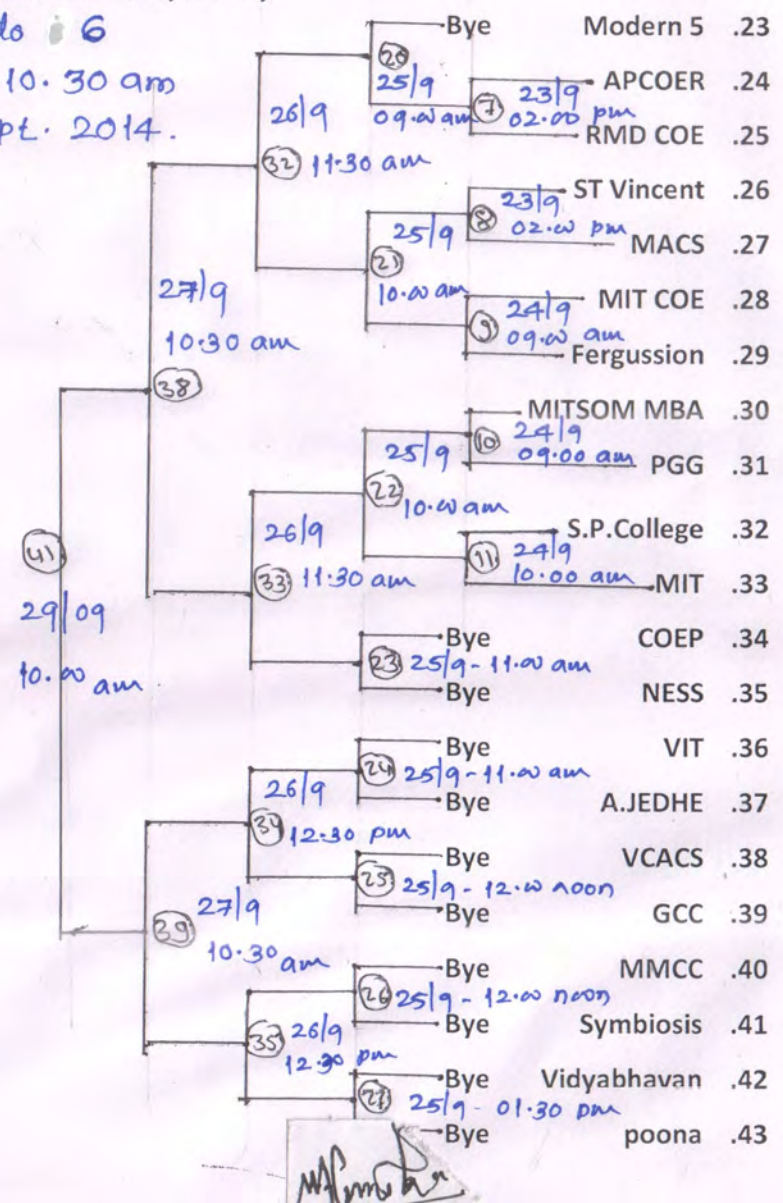 Bye Modern 5 .23
do 6
20
10.30 am
25/9
APCOER .24
26/9
09.00 am
7
23/9
02.00 pm
pt. 2014.
RMD COE .25
32 11.30 am
ST Vincent .26
8
23/9
02.00 pm
25/9
MACS .27
21
27/9
10.00 am
MIT COE .28
24/9
9
09.00 am
10.30 am
Fergussion .29
38
MITSOM MBA .30
10
24/9
09.00 am
25/9
PGG .31
22
10.00 am
S.P.College .32
26/9
41
11
24/9
10.00 am
33 11.30 am
MIT .33
29/09
Bye COEP .34
23 25/9-11.00 am
10.00 am
Bye NESS .35
Bye VIT .36
24 25/9-11.00 am
26/9
Bye A.JEDHE .37
34 12.30 pm
Bye VCACS .38
25 25/9-12.00 noon
27/9
Bye GCC .39
39
10.30 am
Bye MMCC .40
26 25/9-12.00 noon
26/9
Bye Symbiosis .41
35
12.30 pm
Bye Vidyabhavan .42
27 25/9- 01.30 pm
Bye poona .43